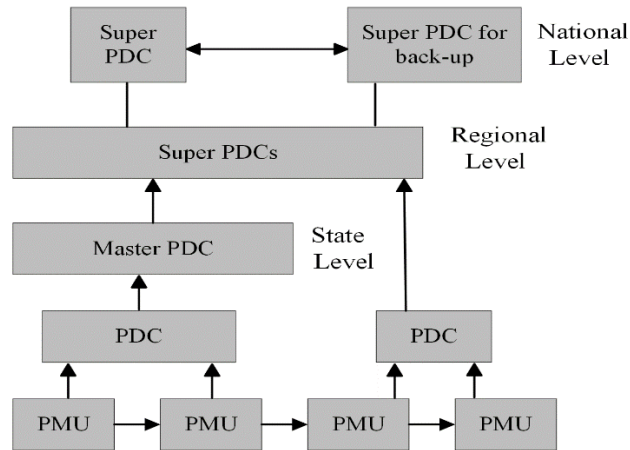 Super
PDC
Super PDC for
back-up
National
Level
Super PDCs
Regional
Level
Master PDC
State
Level
PDC
PDC
PMU
PMU
PMU
PMU